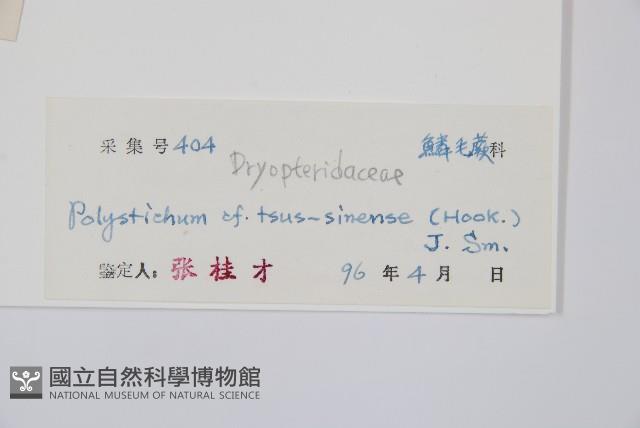 采集号 404 鱗毛蕨科
Dryopteridaceae
Polystichum cf. tsus-sinense (Hook.)
J. Sm.
鉴定人: 张桂才 96 年 4 月 日
國立自然科學博物館
NATIONAL MUSEUM OF NATURAL SCIENCE